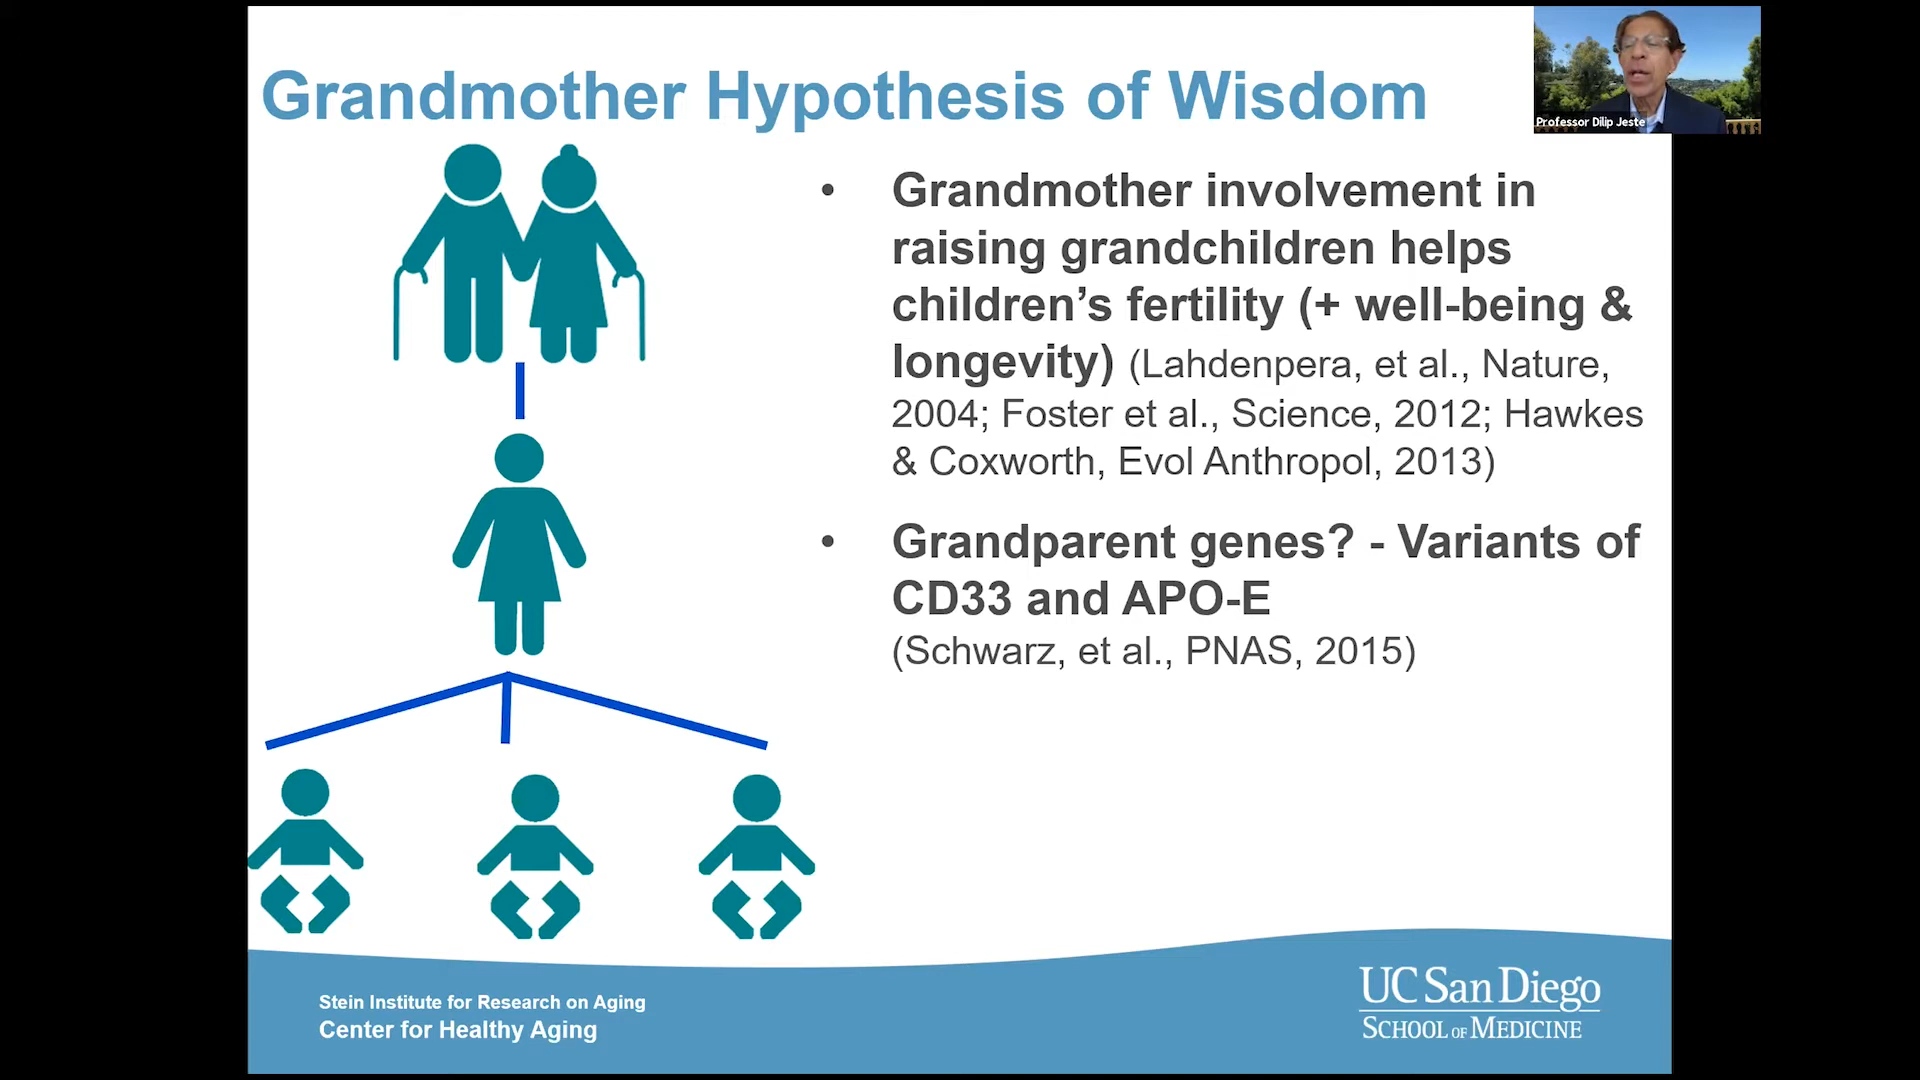 Grandmother Hypothesis of Wisdom
Professor Dilip Jeste
• Grandmother involvement in
raising grandchildren helps
children’s fertility (+ well-being &
longevity) (Lahdenpera, et al., Nature,
2004; Foster et al., Science, 2012; Hawkes
& Coxworth, Evol Anthropol, 2013)
• Grandparent genes? - Variants of
CD33 and APO-E
(Schwarz, et al., PNAS, 2015)
Stein Institute for Research on Aging
Center for Healthy Aging
UC San Diego
SCHOOL OF MEDICINE